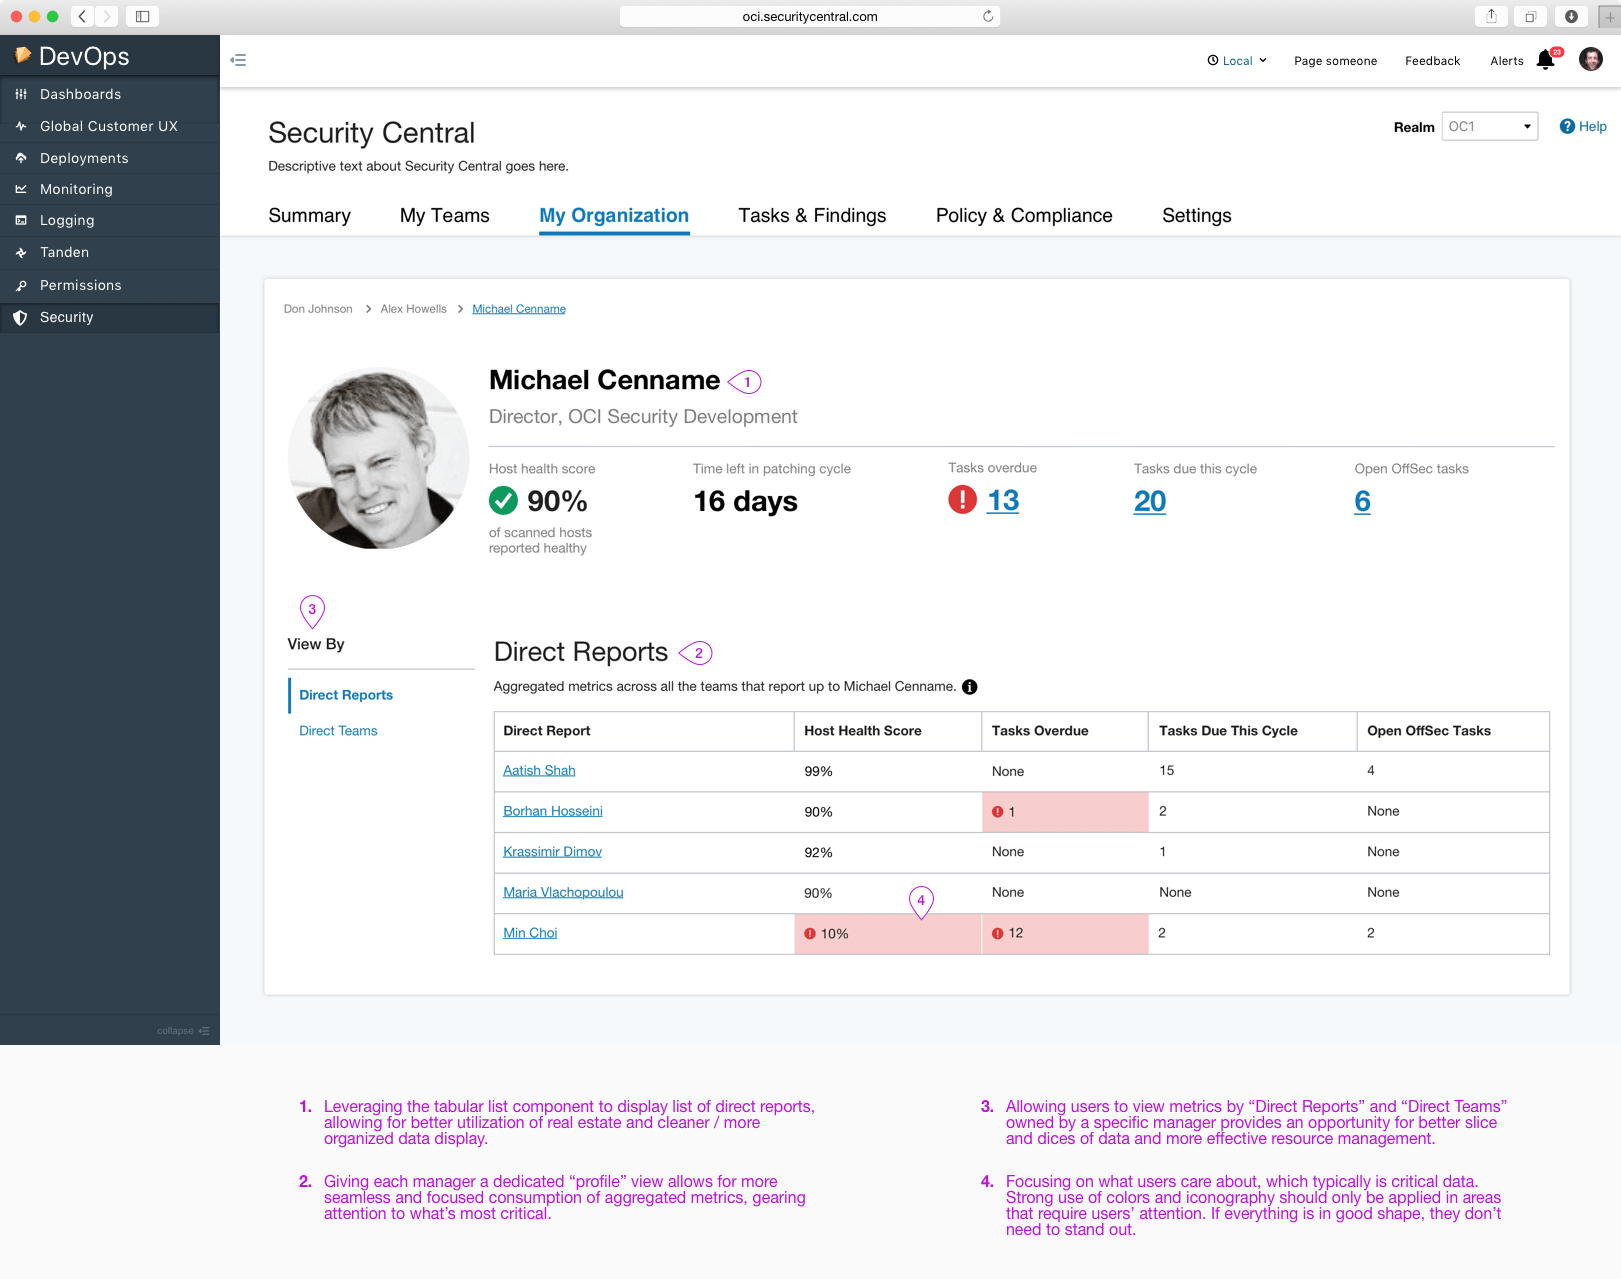 oci.securitycentral.com
DevOps
Dashboards
Global Customer UX
Deployments
Monitoring
Logging
Tanden
Permissions
Security
collapse
Local
Page someone
Feedback
Alerts
23
Security Central
Descriptive text about Security Central goes here.
Realm
OC1
Help
Summary
My Teams
My Organization
Tasks & Findings
Policy & Compliance
Settings
Don Johnson
Alex Howells
Michael Cenname
Michael Cenname
1
Director, OCI Security Development
Host health score
90%
of scanned hosts
reported healthy
Time left in patching cycle
16 days
Tasks overdue
13
Tasks due this cycle
20
Open OffSec tasks
6
3
View By
Direct Reports
Direct Teams
Direct Reports
2
Aggregated metrics across all the teams that report up to Michael Cenname.
Direct Report Host Health Score Tasks Overdue Tasks Due This Cycle Open OffSec Tasks
Aatish Shah 99% None 15 4
Borhan Hosseini 90% 1 2 None
Krassimir Dimov 92% None 1 None
Maria Vlachopoulou 90% None None None
4
Min Choi 10% 12 2 2
1. Leveraging the tabular list component to display list of direct reports,
allowing for better utilization of real estate and cleaner / more
organized data display.
2. Giving each manager a dedicated “profile” view allows for more
seamless and focused consumption of aggregated metrics, gearing
attention to what’s most critical.
3. Allowing users to view metrics by “Direct Reports” and “Direct Teams”
owned by a specific manager provides an opportunity for better slice
and dices of data and more effective resource management.
4. Focusing on what users care about, which typically is critical data.
Strong use of colors and iconography should only be applied in areas
that require users’ attention. If everything is in good shape, they don’t
need to stand out.